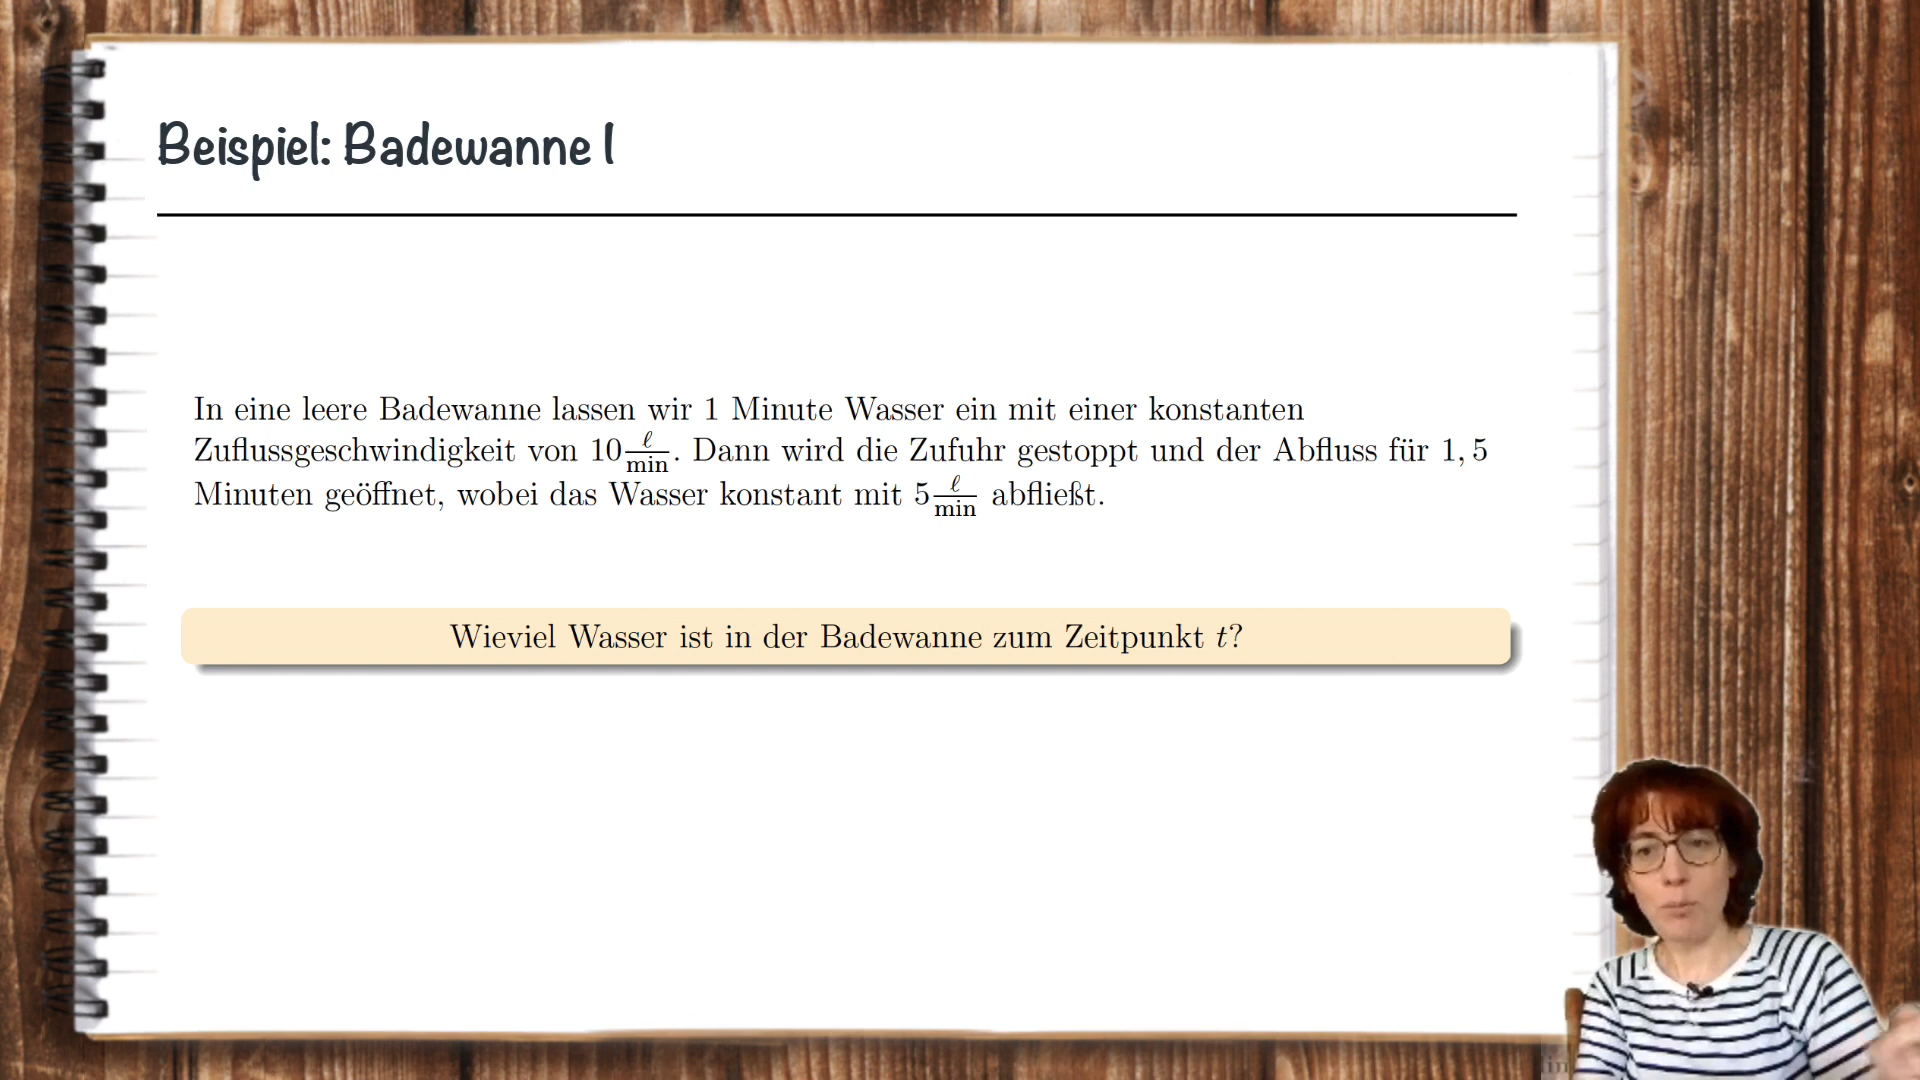 Beispiel: Badewanne I
In eine leere Badewanne lassen wir 1 Minute Wasser ein mit einer konstanten
Zuflussgeschwindigkeit von 10 ℓ/min. Dann wird die Zufuhr gestoppt und der Abfluss für 1,5
Minuten geöffnet, wobei das Wasser konstant mit 5 ℓ/min abfließt.
Wieviel Wasser ist in der Badewanne zum Zeitpunkt t?